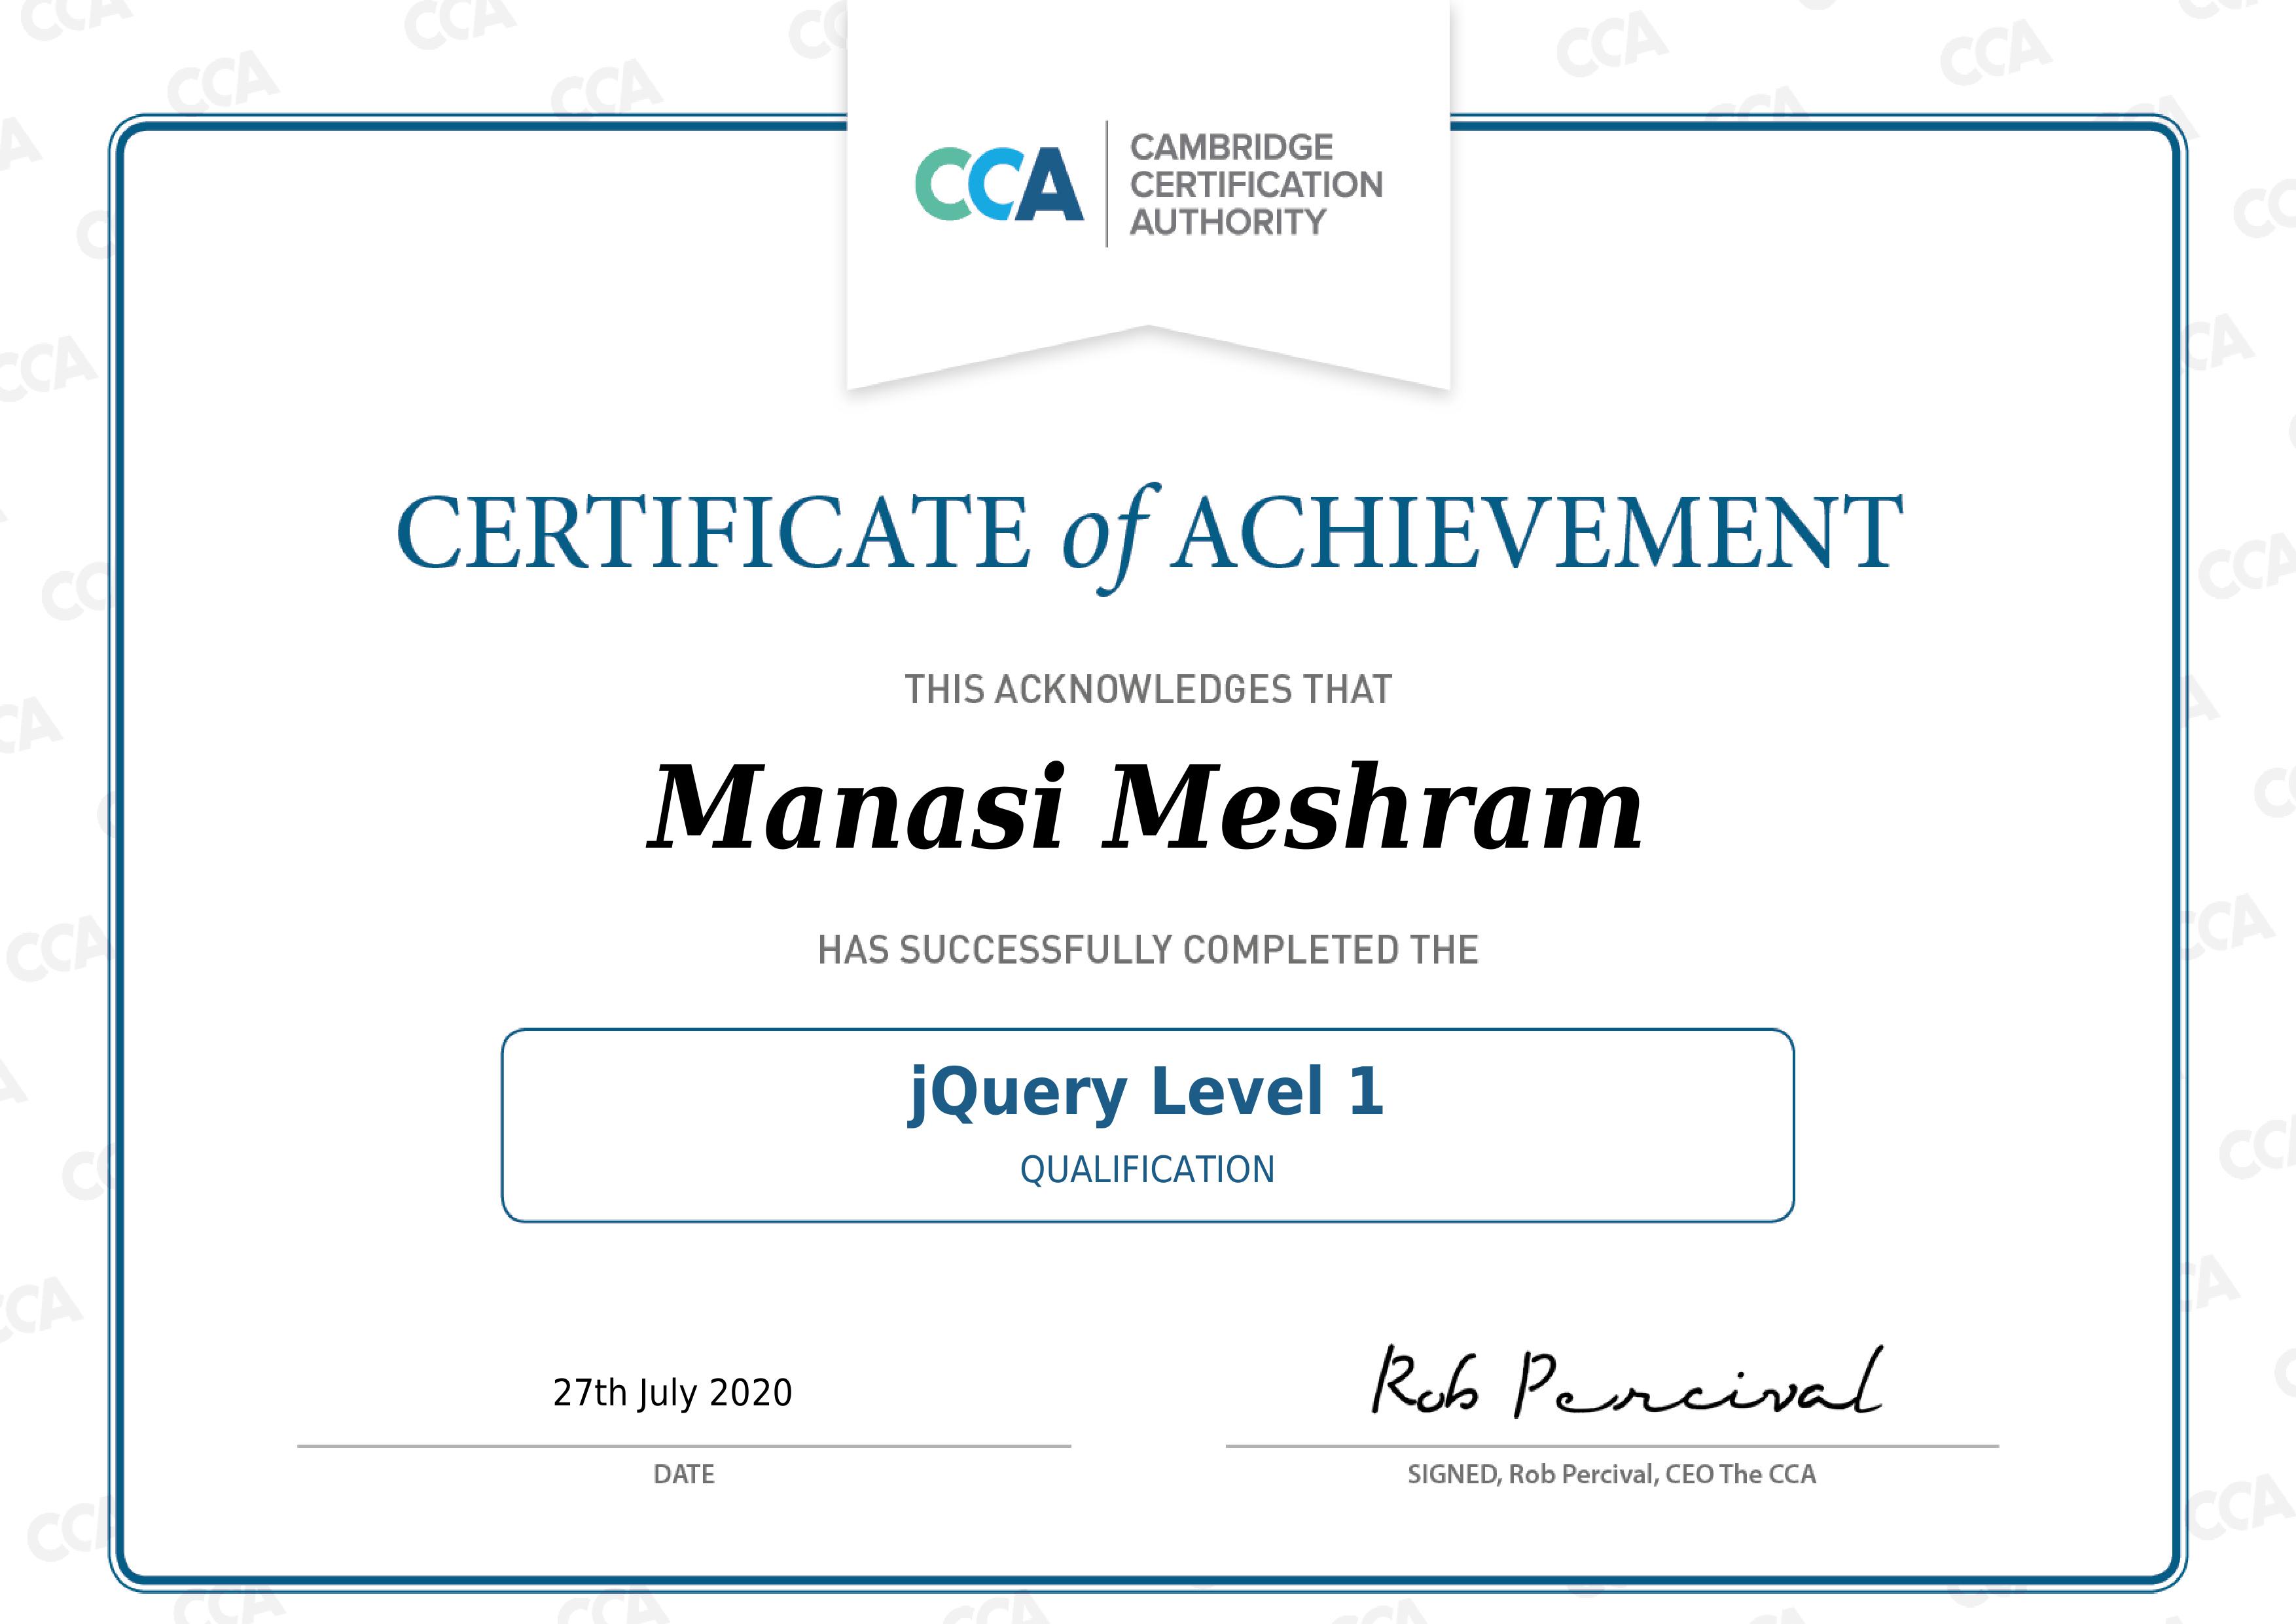 CCA
CAMBRIDGE
CERTIFICATION
AUTHORITY
CERTIFICATE of ACHIEVEMENT
THIS ACKNOWLEDGES THAT
Manasi Meshram
HAS SUCCESSFULLY COMPLETED THE
jQuery Level 1
QUALIFICATION
27th July 2020
Rob Percival
DATE
SIGNED, Rob Percival, CEO The CCA